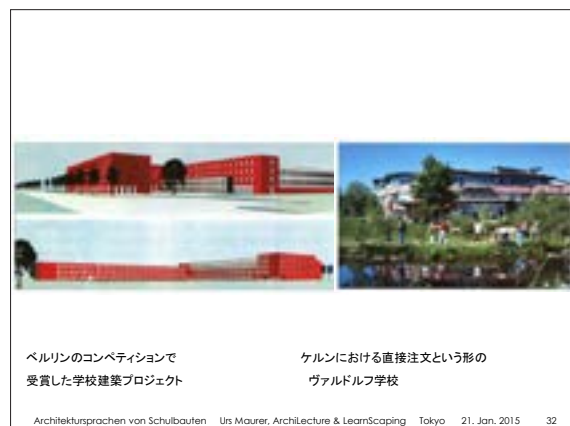 ベルリンのコンペティションで
受賞した学校建築プロジェクト
ケルンにおける直接注文という形の
ヴァルドルフ学校
Architektursprachen von Schulbauten Urs Maurer, ArchiLecture & LearnScaping Tokyo 21. Jan. 2015 32